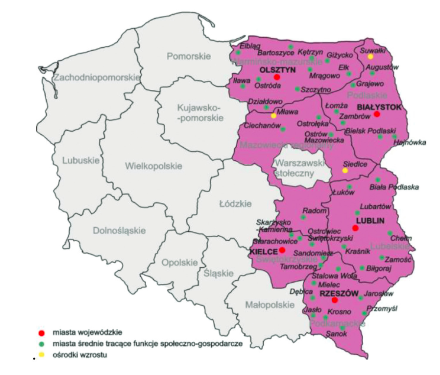 Elbląg
Bartoszyce
Kętrzyn
Giżycko
Suwałki
Pomorskie
OLSZTYN
Ełk
Augustów
Iława
Mrągowo
Zachodniopomorskie
Ostróda
Szczytno
Grajewo
Podlaskie
Działdowo
Kujawsko-
-pomorskie
Mława
Łomża
BIAŁYSTOK
Zambrów
Ciechanów
Ostrołęka
Bielsk Podlaski
Ostrów
Mazowiecka
Hajnówka
Mazowiecki
Lubuskie
Wielkopolskie
Warszawski
stołeczny
Siedlce
Łuków
Biała Podlaska
Łódzkie
Radom
Lubartów
Dolnośląskie
Skarżysko
-Kamienna
LUBLIN
Ostrowiec
Świętokrzyski
Starachowice
Chełm
KIELCE
Kraśnik
Opolskie
Sandomierz
Zamość
Śląskie
Tarnobrzeg
Biłgoraj
Stalowa Wola
Mielec
Małopolskie
Dębica
RZESZÓW
Jarosław
Jasło
Krosno
Przemyśl
Sanok
miasta wojewódzkie
miasta średnie tracące funkcje społeczno-gospodarcze
ośrodki wzrostu